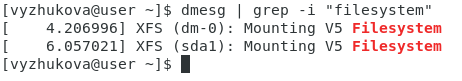 [vyzhukova@user ~]$ dmesg | grep -i "filesystem"
[    4.206996] XFS (dm-0): Mounting V5 Filesystem
[    6.057021] XFS (sda1): Mounting V5 Filesystem
[vyzhukova@user ~]$